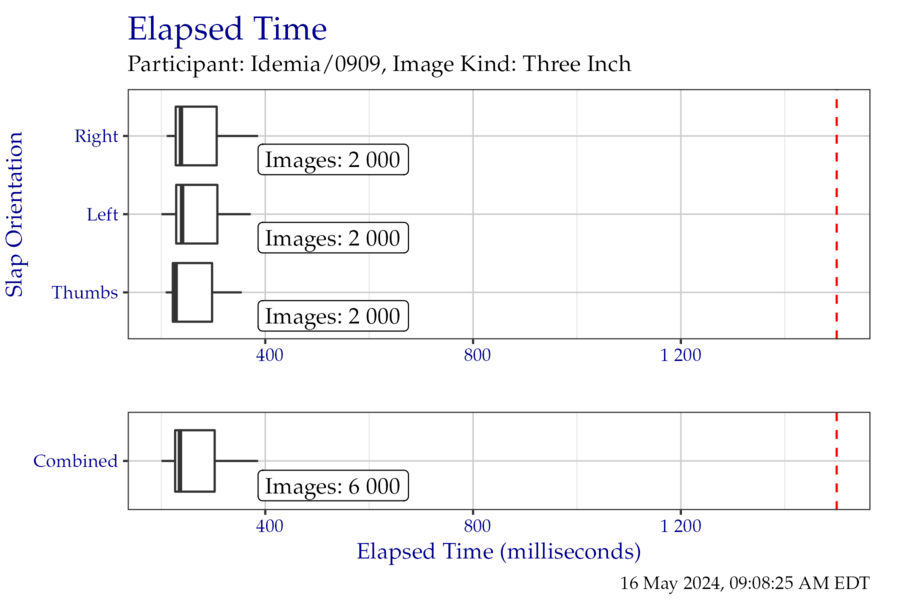 Elapsed Time
Participant: Idemia/0909, Image Kind: Three Inch
Slap Orientation
Right
Images: 2 000
Left
Images: 2 000
Thumbs
Images: 2 000
400 800 1 200
Combined
Images: 6 000
400 800 1 200
Elapsed Time (milliseconds)
16 May 2024, 09:08:25 AM EDT